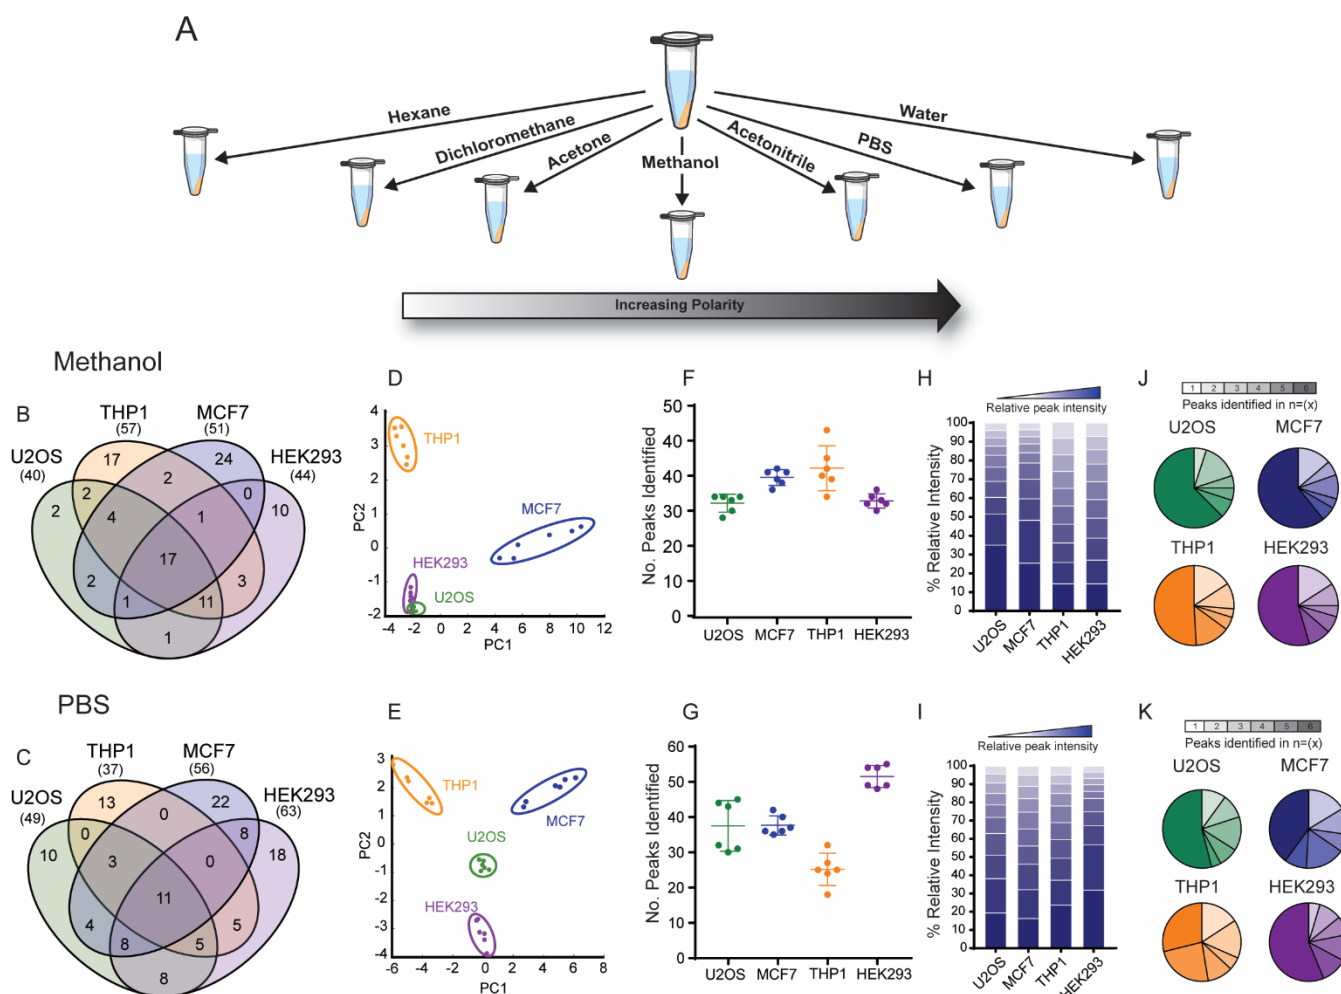 A
Hexane
Dichloromethane
Acetone
Methanol
Acetonitrile
PBS
Water
Increasing Polarity
Methanol
B
THP1
(57)
MCF7
(51)
U2OS
(40)
HEK293
(44)
17
2
24
2
4
1
0
2
10
17
2
1
11
3
1
D
4
3
2
1
0
-1
-2
PC2
-4 -2 0 2 4 6 8 10 12
PC1
THP1
MCF7
HEK293
U2OS
F
50
40
30
20
10
0
No. Peaks Identified
U2OS MCF7 THP1 HEK293
H
Relative peak intensity
100
90
80
70
60
50
40
30
20
10
0
% Relative Intensity
U2OS MCF7 THP1 HEK293
J
1 2 3 4 5 6
Peaks identified in n=(x)
U2OS MCF7
THP1 HEK293
PBS
C
THP1
(37)
MCF7
(56)
U2OS
(49)
HEK293
(63)
13
0
22
0
3
0
8
10
18
11
4
8
5
5
8
E
3
2
1
0
-1
-2
-3
-4
PC2
-6 -4 -2 0 2 4 6 8
PC1
THP1
MCF7
U2OS
HEK293
G
60
50
40
30
20
10
0
No. Peaks Identified
U2OS MCF7 THP1 HEK293
I
Relative peak intensity
100
90
80
70
60
50
40
30
20
10
0
% Relative Intensity
U2OS MCF7 THP1 HEK293
K
1 2 3 4 5 6
Peaks identified in n=(x)
U2OS MCF7
THP1 HEK293